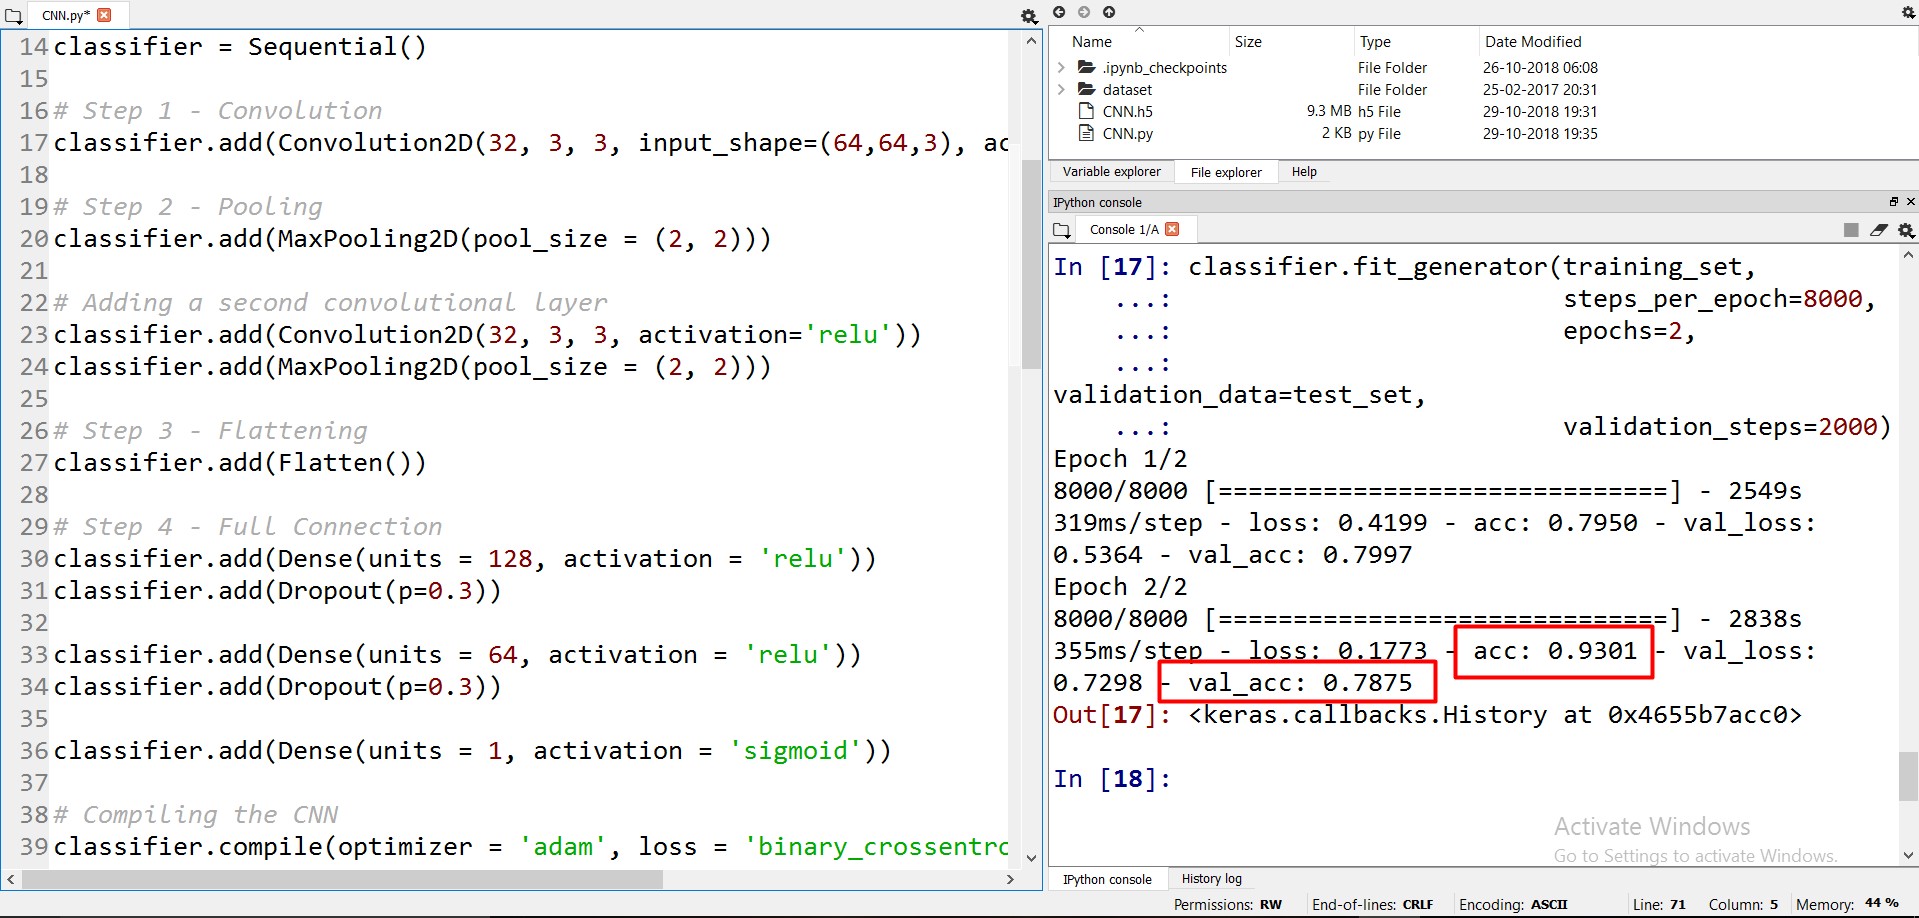 CNN.py*
14 classifier = Sequential()
15
16 # Step 1 - Convolution
17 classifier.add(Convolution2D(32, 3, 3, input_shape=(64,64,3), ac
18
19 # Step 2 - Pooling
20 classifier.add(MaxPooling2D(pool_size = (2, 2)))
21
22 # Adding a second convolutional layer
23 classifier.add(Convolution2D(32, 3, 3, activation='relu'))
24 classifier.add(MaxPooling2D(pool_size = (2, 2)))
25
26 # Step 3 - Flattening
27 classifier.add(Flatten())
28
29 # Step 4 - Full Connection
30 classifier.add(Dense(units = 128, activation = 'relu'))
31 classifier.add(Dropout(p=0.3))
32
33 classifier.add(Dense(units = 64, activation = 'relu'))
34 classifier.add(Dropout(p=0.3))
35
36 classifier.add(Dense(units = 1, activation = 'sigmoid'))
37
38 # Compiling the CNN
39 classifier.compile(optimizer = 'adam', loss = 'binary_crossentro
Name Size Type Date Modified
.ipynb_checkpoints File Folder 26-10-2018 06:08
dataset File Folder 25-02-2017 20:31
CNN.h5 9.3 MB h5 File 29-10-2018 19:31
CNN.py 2 KB py File 29-10-2018 19:35
Variable explorer File explorer Help
IPython console
Console 1/A
In [17]: classifier.fit_generator(training_set,
...: steps_per_epoch=8000,
...: epochs=2,
...:
validation_data=test_set,
...: validation_steps=2000)
Epoch 1/2
8000/8000 [==============================] - 2549s
319ms/step - loss: 0.4199 - acc: 0.7950 - val_loss:
0.5364 - val_acc: 0.7997
Epoch 2/2
8000/8000 [==============================] - 2838s
355ms/step - loss: 0.1773 - acc: 0.9301 - val_loss:
0.7298 - val_acc: 0.7875
Out[17]: <keras.callbacks.History at 0x4655b7acc0>
In [18]:
Activate Windows
Go to Settings to activate Windows.
IPython console History log
Permissions: RW End-of-lines: CRLF Encoding: ASCII Line: 71 Column: 5 Memory: 44 %